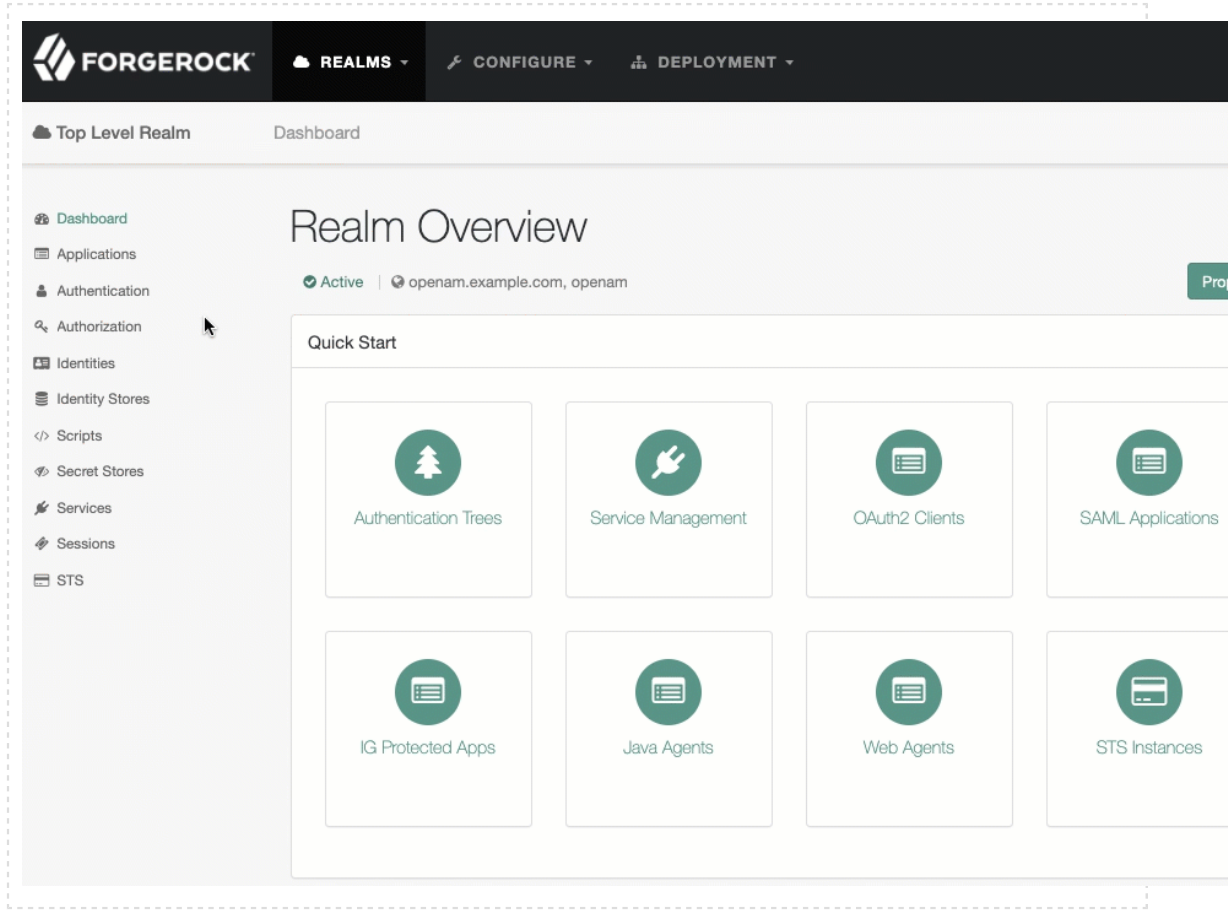 FORGEROCK
REALMS
CONFIGURE
DEPLOYMENT
Top Level Realm
Dashboard
Dashboard
Applications
Authentication
Authorization
Identities
Identity Stores
Scripts
Secret Stores
Services
Sessions
STS
Realm Overview
Active
openam.example.com, openam
Prop
Quick Start
Authentication Trees
Service Management
OAuth2 Clients
SAML Applications
IG Protected Apps
Java Agents
Web Agents
STS Instances